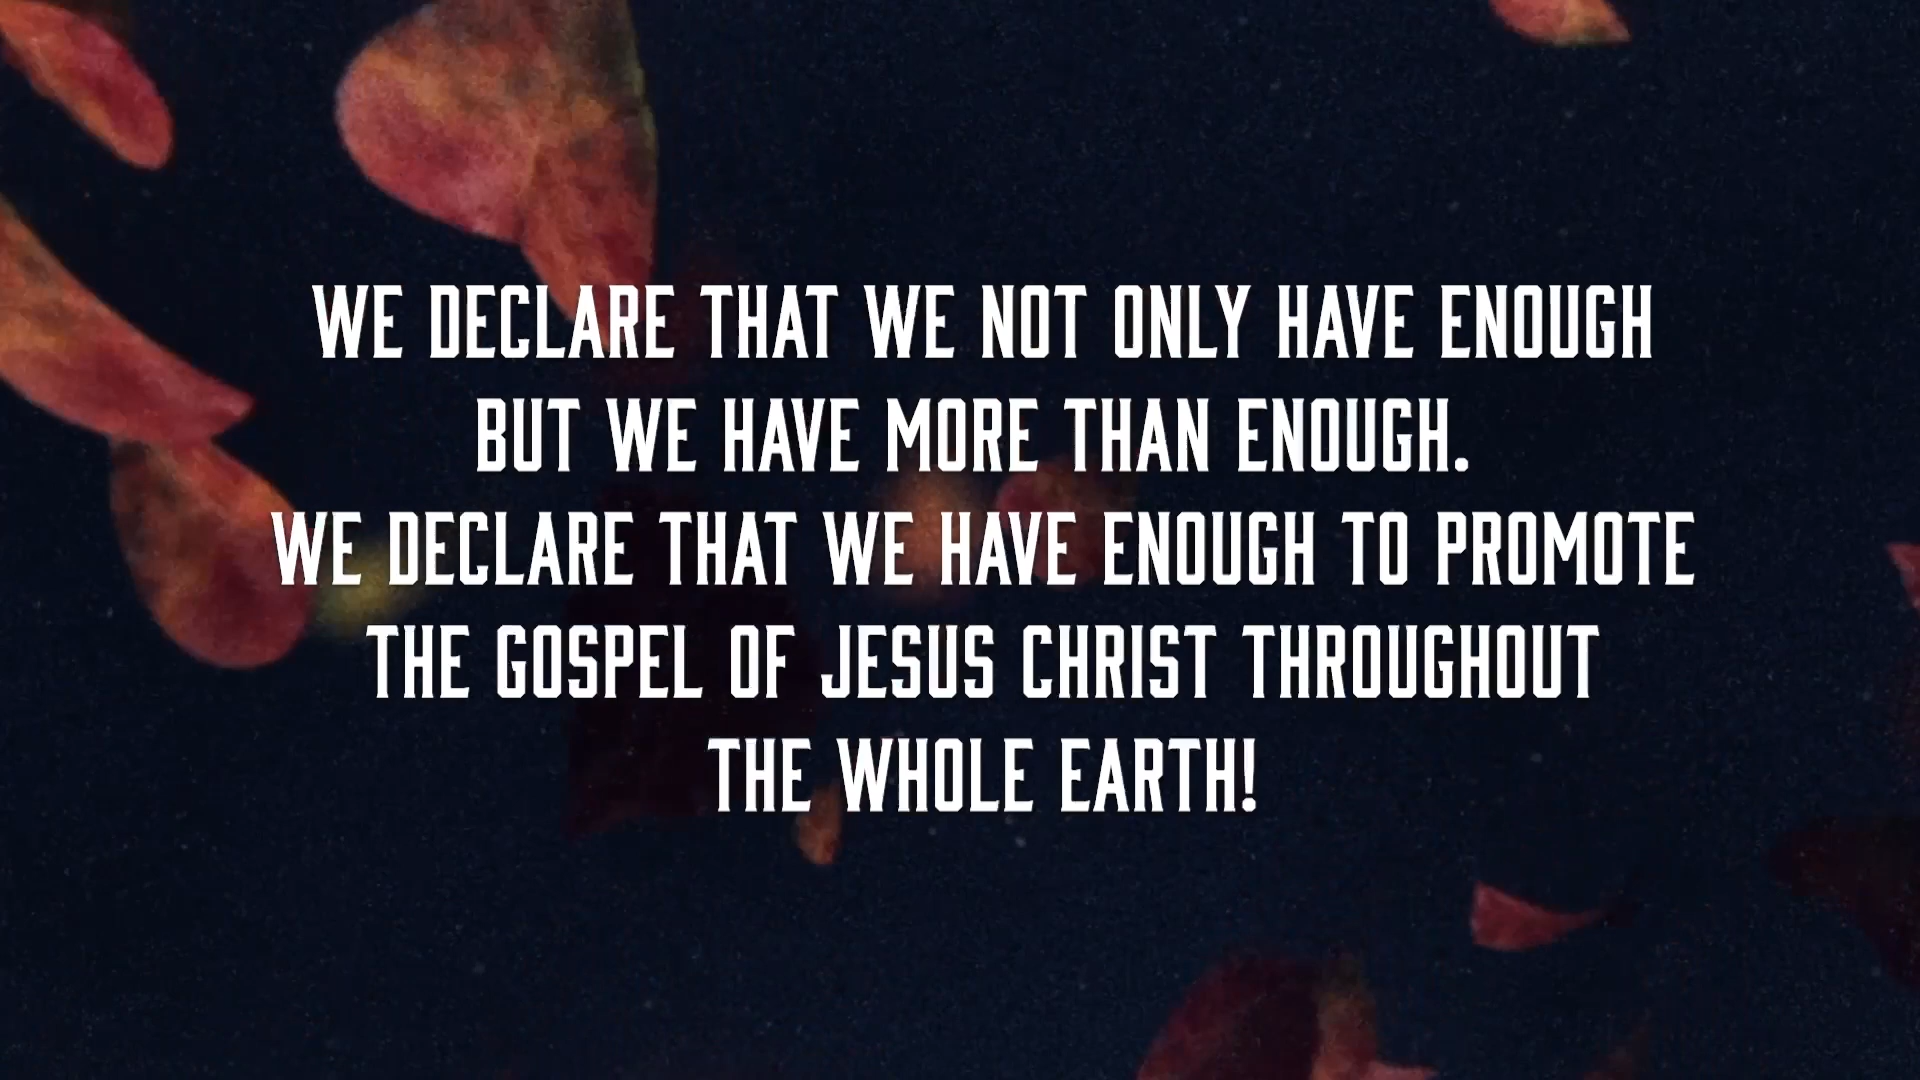 WE DECLARE THAT WE NOT ONLY HAVE ENOUGH
BUT WE HAVE MORE THAN ENOUGH.
WE DECLARE THAT WE HAVE ENOUGH TO PROMOTE
THE GOSPEL OF JESUS CHRIST THROUGHOUT
THE WHOLE EARTH!